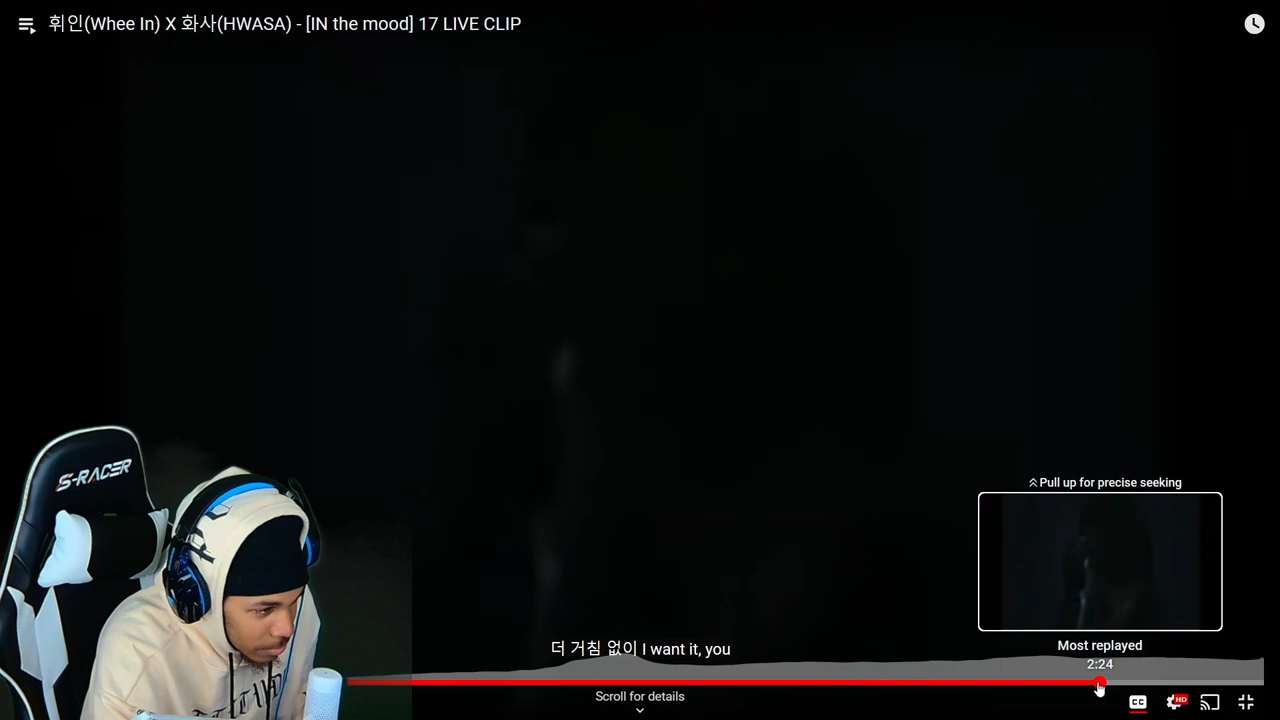 휘인(Whee In) X 화사(HWASA) - [IN the mood] 17 LIVE CLIP
S-RACER
Pull up for precise seeking
더 거침 없이 I want it, you
Most replayed
2:24
Scroll for details
CC
HD